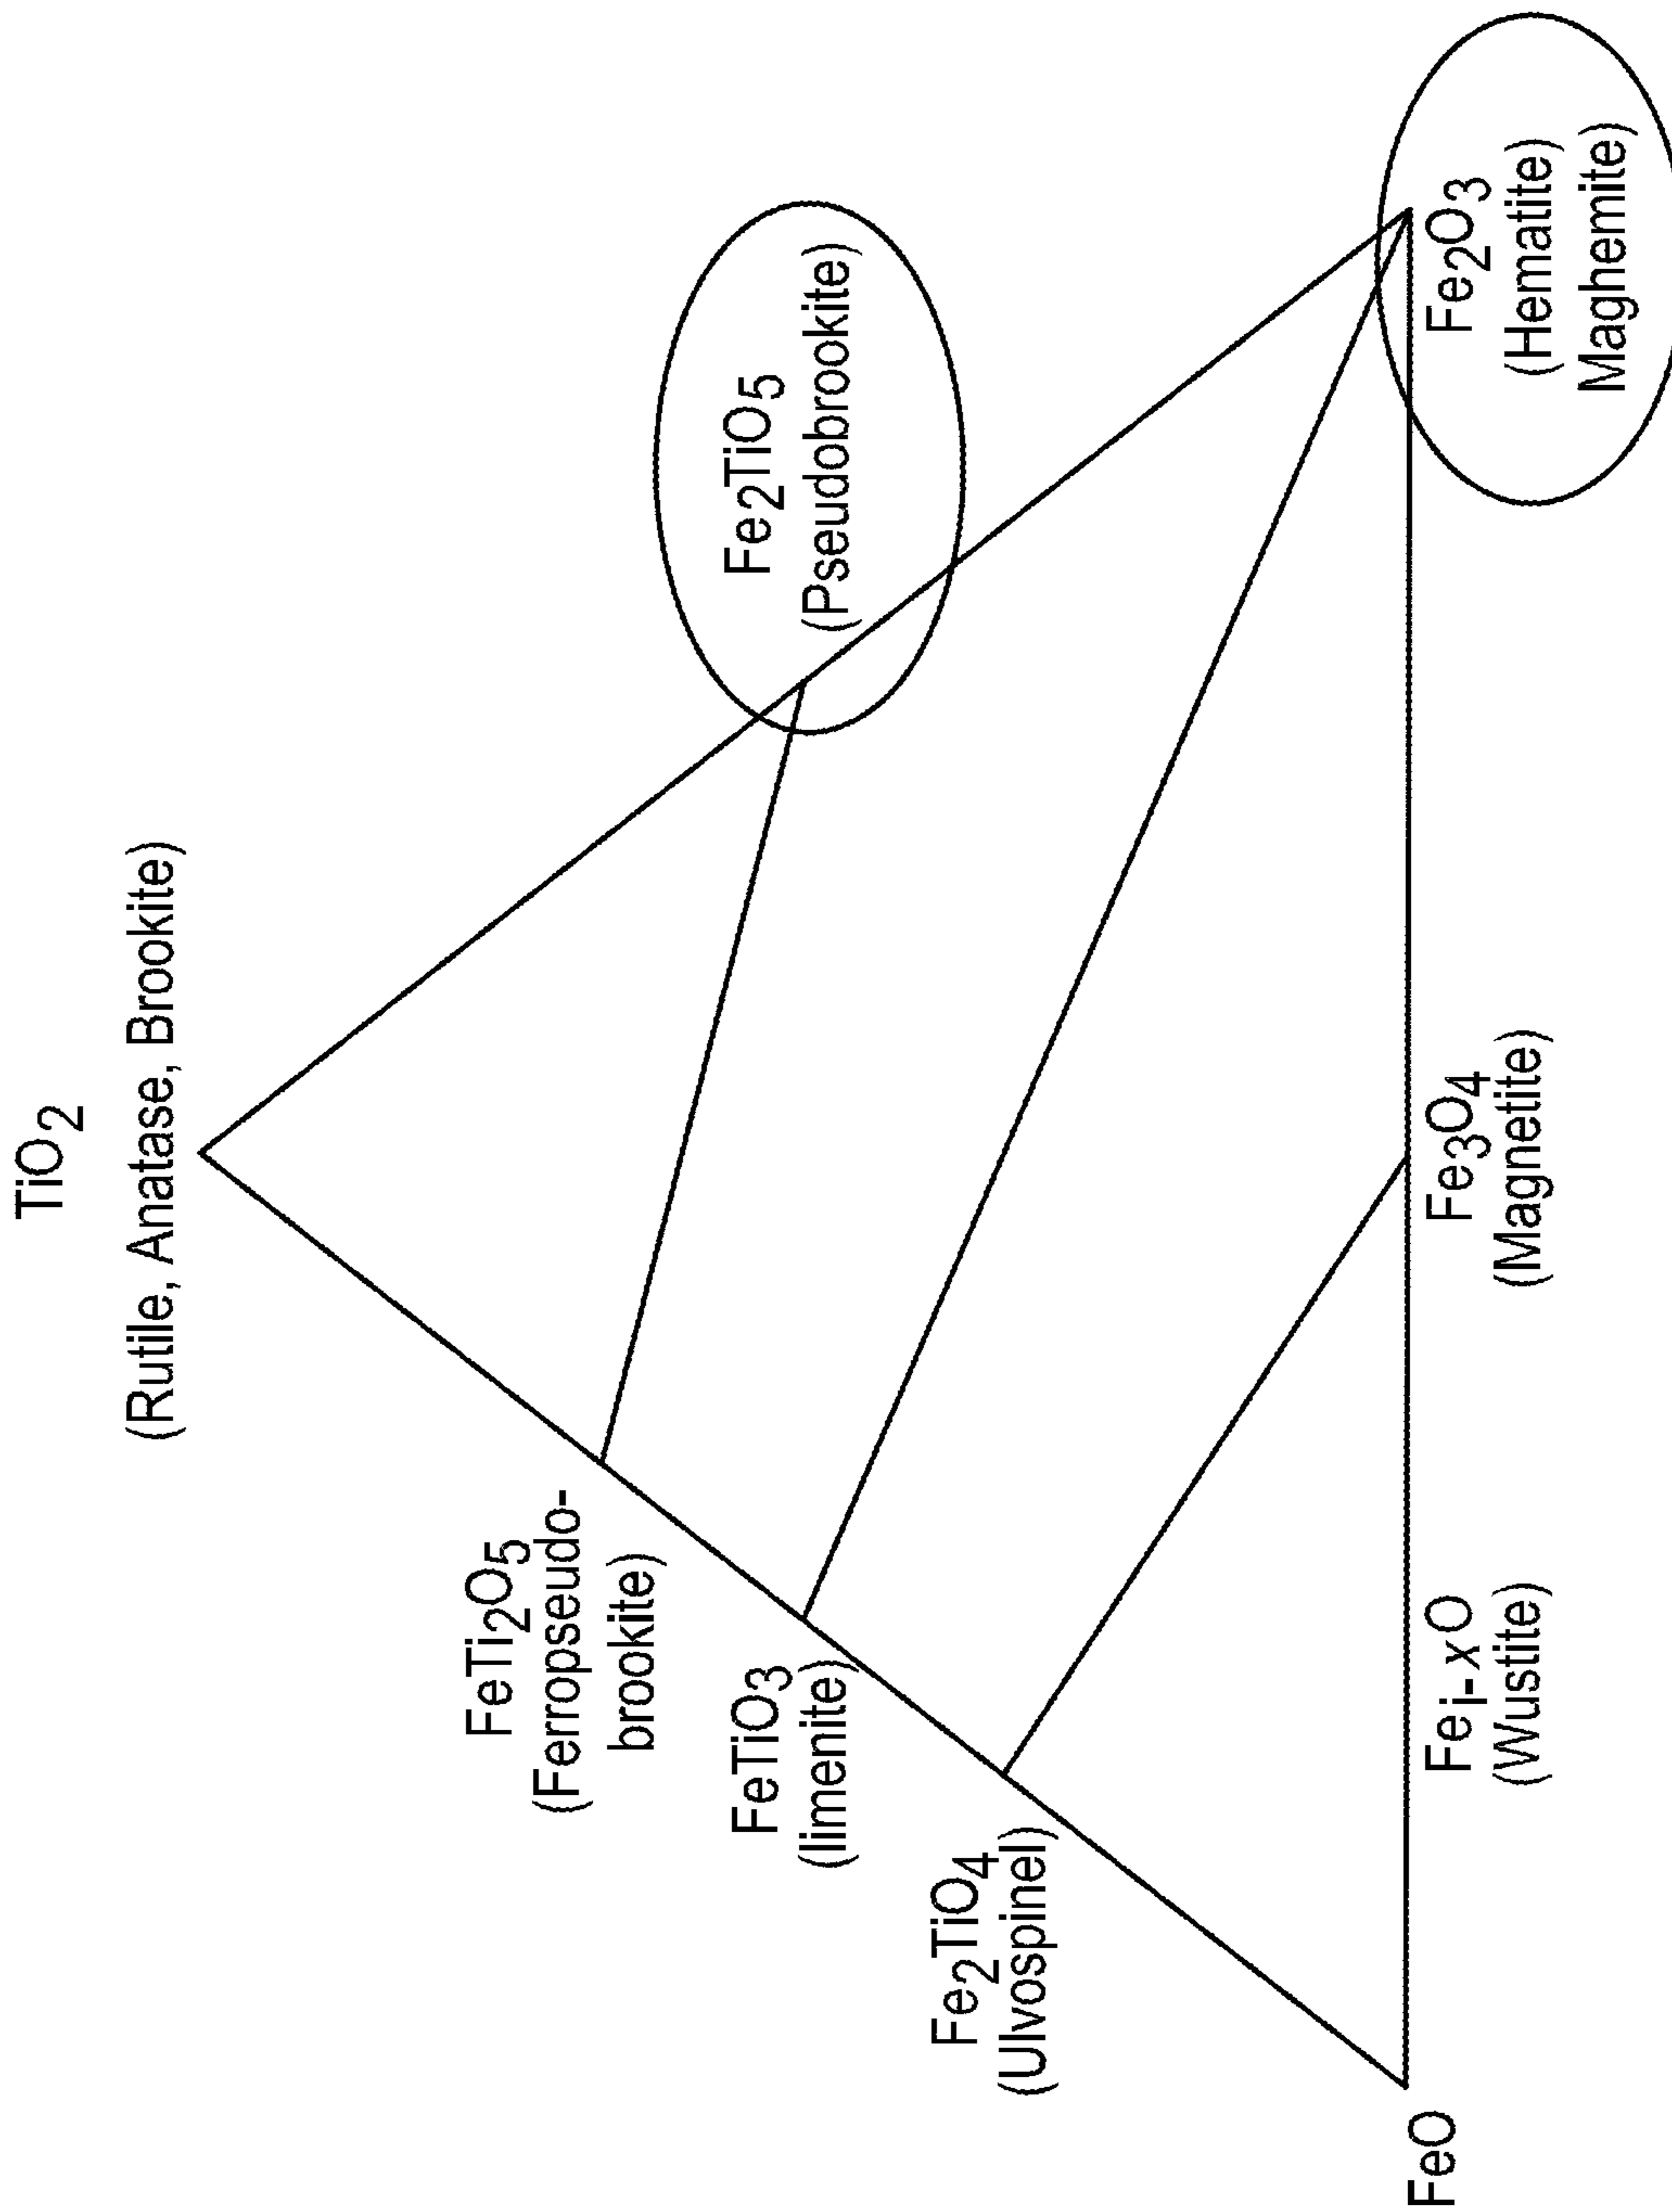 TiO2
(Rutile, Anatase, Brookite)
FeTi2O5
(Ferropseudo-
brookite)
Fe2TiO5
(Pseudobrookite)
FeTiO3
(limenite)
Fe2TiO4
(Ulvospinel)
FeO
Fei-xO
(Wustite)
Fe3O4
(Magnetite)
Fe2O3
(Hematite)
Maghemite)